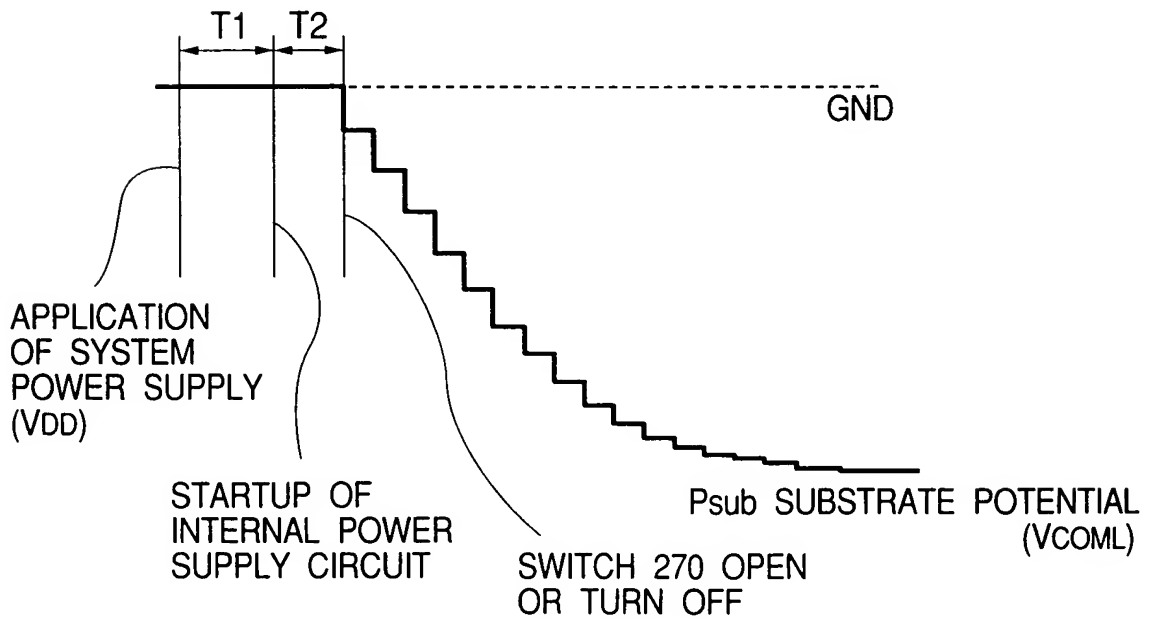 T1 T2
GND
APPLICATION
OF SYSTEM
POWER SUPPLY
(VDD)
STARTUP OF
INTERNAL POWER
SUPPLY CIRCUIT
SWITCH 270 OPEN
OR TURN OFF
Psub SUBSTRATE POTENTIAL
(VCOML)